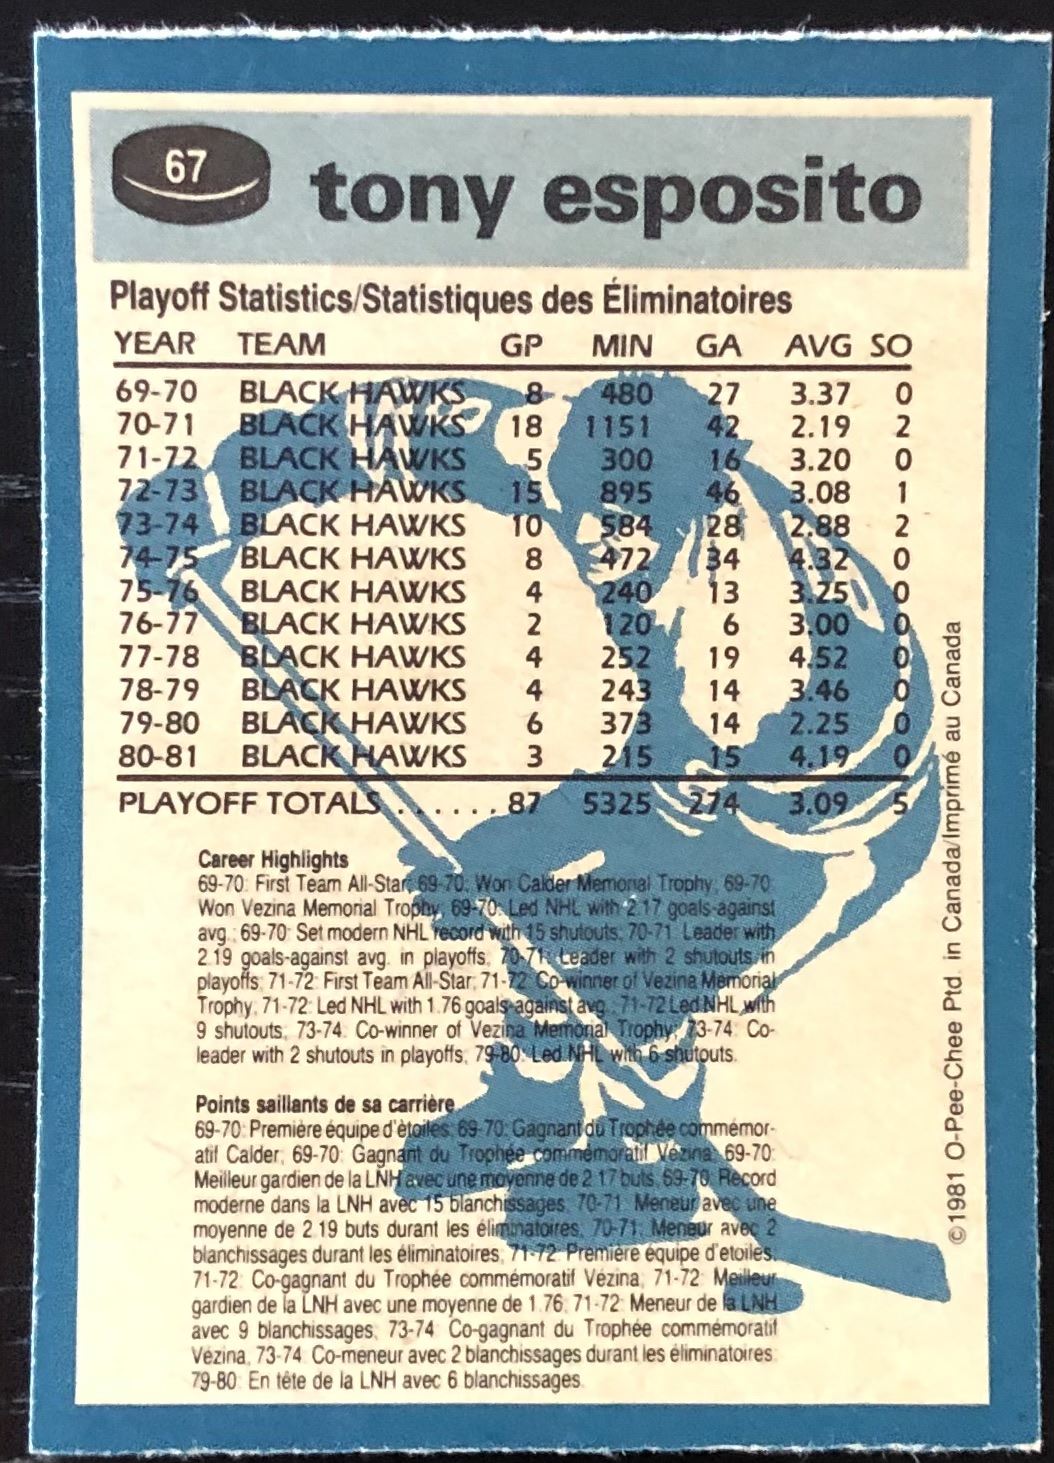 67
tony esposito
Playoff Statistics/Statistiques des Éliminatoires
YEAR TEAM GP MIN GA AVG SO
69-70 BLACK HAWKS 8 480 27 3.37 0
70-71 BLACK HAWKS 18 1151 42 2.19 2
71-72 BLACK HAWKS 5 300 16 3.20 0
72-73 BLACK HAWKS 15 895 46 3.08 1
73-74 BLACK HAWKS 10 584 28 2.88 2
74-75 BLACK HAWKS 8 472 34 4.32 0
75-76 BLACK HAWKS 4 240 13 3.25 0
76-77 BLACK HAWKS 2 120 6 3.00 0
77-78 BLACK HAWKS 4 252 19 4.52 0
78-79 BLACK HAWKS 4 243 14 3.46 0
79-80 BLACK HAWKS 6 373 14 2.25 0
80-81 BLACK HAWKS 3 215 15 4.19 0
PLAYOFF TOTALS ...... 87 5325 274 3.09 5
Career Highlights
69-70: First Team All-Star; 69-70: Won Calder Memorial Trophy; 69-70:
Won Vezina Memorial Trophy; 69-70: Led NHL with 2.17 goals-against
avg.; 69-70: Set modern NHL record with 15 shutouts; 70-71: Leader with
2.19 goals-against avg. in playoffs; 70-71: Leader with 2 shutouts in
playoffs; 71-72: First Team All-Star; 71-72: Co-winner of Vezina Memorial
Trophy; 71-72: Led NHL with 1.76 goals-against avg.; 71-72 Led NHL with
9 shutouts; 73-74: Co-winner of Vezina Memorial Trophy; 73-74: Co-
leader with 2 shutouts in playoffs; 79-80: Led NHL with 6 shutouts.
Points saillants de sa carrière
69-70: Première équipe d'ètoiles; 69-70: Gagnant du Trophée commémor-
atif Calder; 69-70: Gagnant du Trophée commémoratif Vézina; 69-70:
Meilleur gardien de la LNH avec une moyenne de 2.17 buts; 69-70: Record
moderne dans la LNH avec 15 blanchissages; 70-71: Meneur avec une
moyenne de 2.19 buts durant les éliminatoires; 70-71: Meneur avec 2
blanchissages durant les éliminatoires; 71-72: Première équipe d'etoiles;
71-72: Co-gagnant du Trophée commémoratif Vézina; 71-72: Meilleur
gardien de la LNH avec une moyenne de 1.76; 71-72: Meneur de la LNH
avec 9 blanchissages; 73-74: Co-gagnant du Trophée commémoratif
Vézina; 73-74: Co-meneur avec 2 blanchissages durant les éliminatoires;
79-80: En tête de la LNH avec 6 blanchissages.
©1981 O-Pee-Chee Ptd. in Canada/Imprimé au Canada